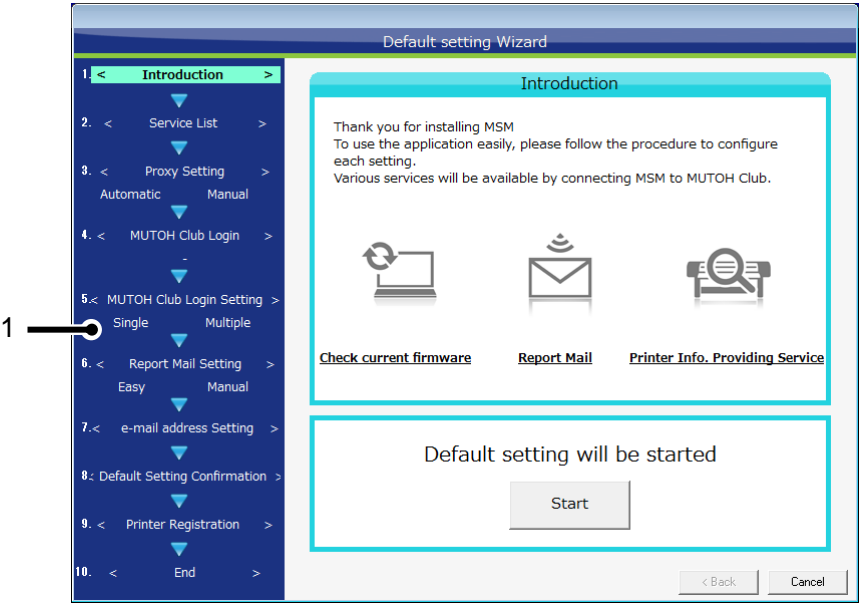 Default setting Wizard
1. < Introduction >
2. < Service List >
3. < Proxy Setting >
Automatic Manual
4. < MUTOH Club Login >
-
5.< MUTOH Club Login Setting >
1
Single Multiple
6. < Report Mail Setting >
Easy Manual
7.< e-mail address Setting >
8.< Default Setting Confirmation >
9. < Printer Registration >
10. < End >
Introduction
Thank you for installing MSM
To use the application easily, please follow the procedure to configure
each setting.
Various services will be available by connecting MSM to MUTOH Club.
Check current firmware Report Mail Printer Info. Providing Service
Default setting will be started
Start
< Back Cancel